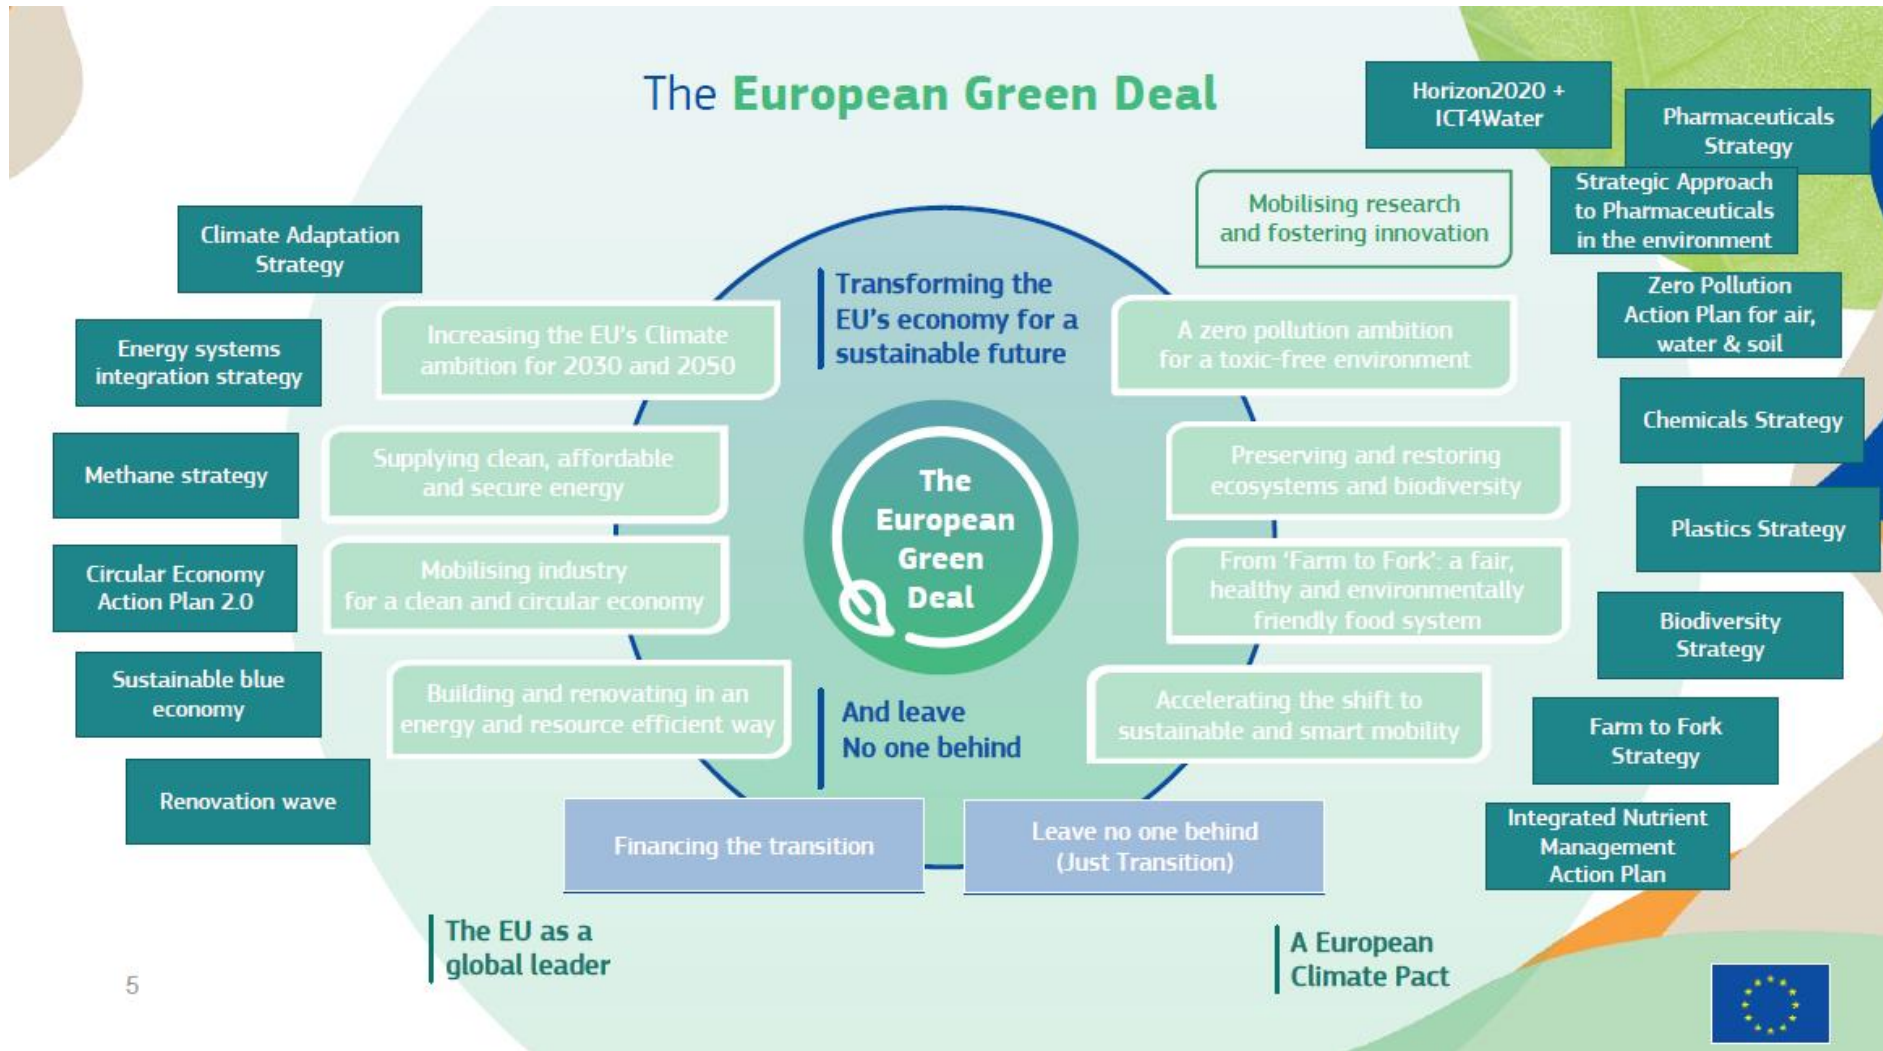 The European Green Deal
Horizon2020 +
ICT4Water
Pharmaceuticals
Strategy
Strategic Approach
to Pharmaceuticals
in the environment
Mobilising research
and fostering innovation
Climate Adaptation
Strategy
Transforming the
EU's economy for a
sustainable future
Zero Pollution
Action Plan for air,
water & soil
Increasing the EU's Climate
ambition for 2030 and 2050
A zero pollution ambition
for a toxic-free environment
Energy systems
integration strategy
Chemicals Strategy
Methane strategy
Supplying clean, affordable
and secure energy
The
European
Green
Deal
Preserving and restoring
ecosystems and biodiversity
Plastics Strategy
Circular Economy
Action Plan 2.0
Mobilising industry
for a clean and circular economy
From ‘Farm to Fork’: a fair,
healthy and environmentally
friendly food system
Biodiversity
Strategy
Sustainable blue
economy
Building and renovating in an
energy and resource efficient way
And leave
No one behind
Accelerating the shift to
sustainable and smart mobility
Farm to Fork
Strategy
Renovation wave
Financing the transition
Leave no one behind
(Just Transition)
Integrated Nutrient
Management
Action Plan
The EU as a
global leader
A European
Climate Pact
5